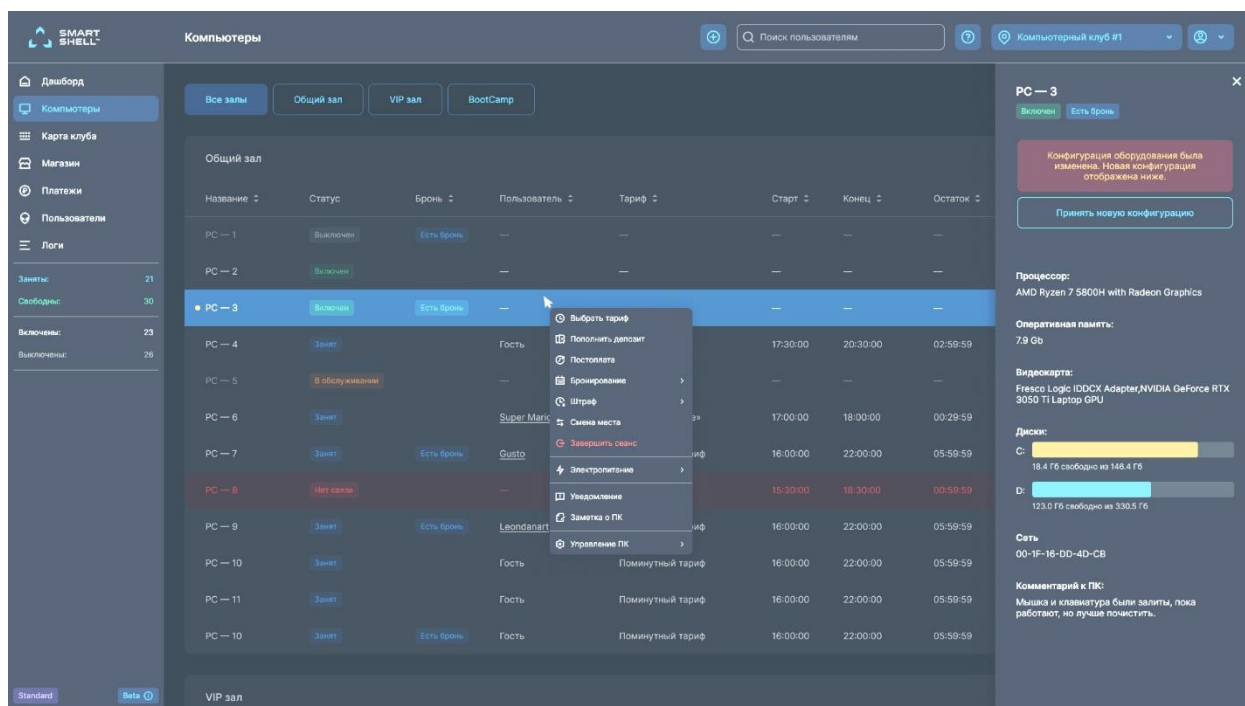 SMART SHELL™
Компьютеры
Поиск пользователям
Компьютерный клуб #1
Дашборд
Компьютеры
Карта клуба
Магазин
Платежи
Пользователи
Логи
Заняты: 21
Свободны: 30
Включены: 23
Выключены: 26
Standard
Beta
Все залы
Общий зал
VIP зал
BootCamp
Общий зал
Название Статус Бронь Пользователь Тариф Старт Конец Остаток
PC — 1 Выключен Есть бронь — — — — —
PC — 2 Включен — — — — —
PC — 3 Включен Есть бронь — — — —
PC — 4 Занят Гость 17:30:00 20:30:00 02:59:59
PC — 5 В обслуживании — — — —
PC — 6 Занят Super Mario 17:00:00 18:00:00 00:29:59
PC — 7 Занят Есть бронь Gusto иф 16:00:00 22:00:00 05:59:59
PC — 8 Нет связи — 15:30:00 18:30:00 00:59:59
PC — 9 Занят Есть бронь Leondanart иф 16:00:00 22:00:00 05:59:59
PC — 10 Занят Гость Поминутный тариф 16:00:00 22:00:00 05:59:59
PC — 11 Занят Гость Поминутный тариф 16:00:00 22:00:00 05:59:59
PC — 10 Занят Есть бронь Гость Поминутный тариф 16:00:00 22:00:00 05:59:59
VIP зал
Выбрать тариф
Пополнить депозит
Постоплата
Бронирование
Штраф
Смена места
Завершить сеанс
Электропитание
Уведомление
Заметка о ПК
Управление ПК
PC — 3
Включен Есть бронь
Конфигурация оборудования была
изменена. Новая конфигурация
отображена ниже.
Принять новую конфигурацию
Процессор:
AMD Ryzen 7 5800H with Radeon Graphics
Оперативная память:
7.9 Gb
Видеокарта:
Fresco Logic IDDCX Adapter,NVIDIA GeForce RTX
3050 Ti Laptop GPU
Диски:
C:
18.4 Гб свободно из 146.4 Гб
D:
123.0 Гб свободно из 330.5 Гб
Сеть
00-1F-16-DD-4D-CB
Комментарий к ПК:
Мышка и клавиатура были залиты, пока
работают, но лучше почистить.